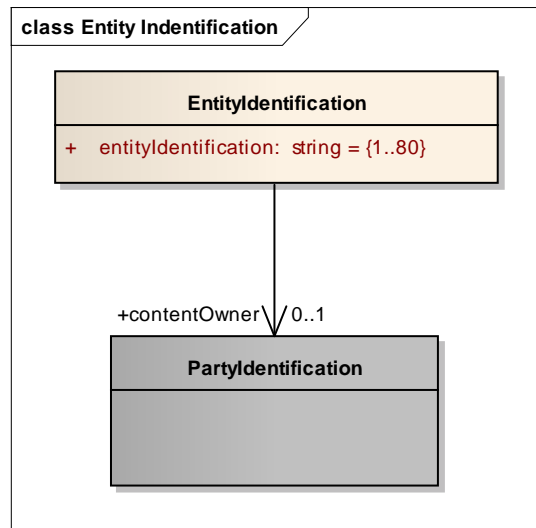 class Entity Indentification
EntityIdentification
+ entityIdentification: string = {1..80}
+contentOwner 0..1
PartyIdentification